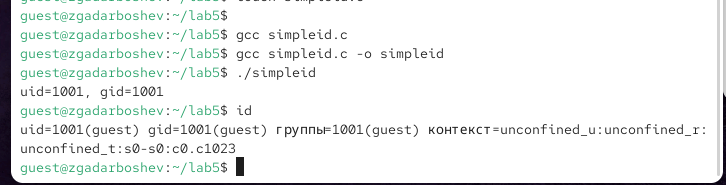 guest@zgadarboshev:~/lab5$
guest@zgadarboshev:~/lab5$ gcc simpleid.c
guest@zgadarboshev:~/lab5$ gcc simpleid.c -o simpleid
guest@zgadarboshev:~/lab5$ ./simpleid
uid=1001, gid=1001
guest@zgadarboshev:~/lab5$ id
uid=1001(guest) gid=1001(guest) группы=1001(guest) контекст=unconfined_u:unconfined_r:
unconfined_t:s0-s0:c0.c1023
guest@zgadarboshev:~/lab5$